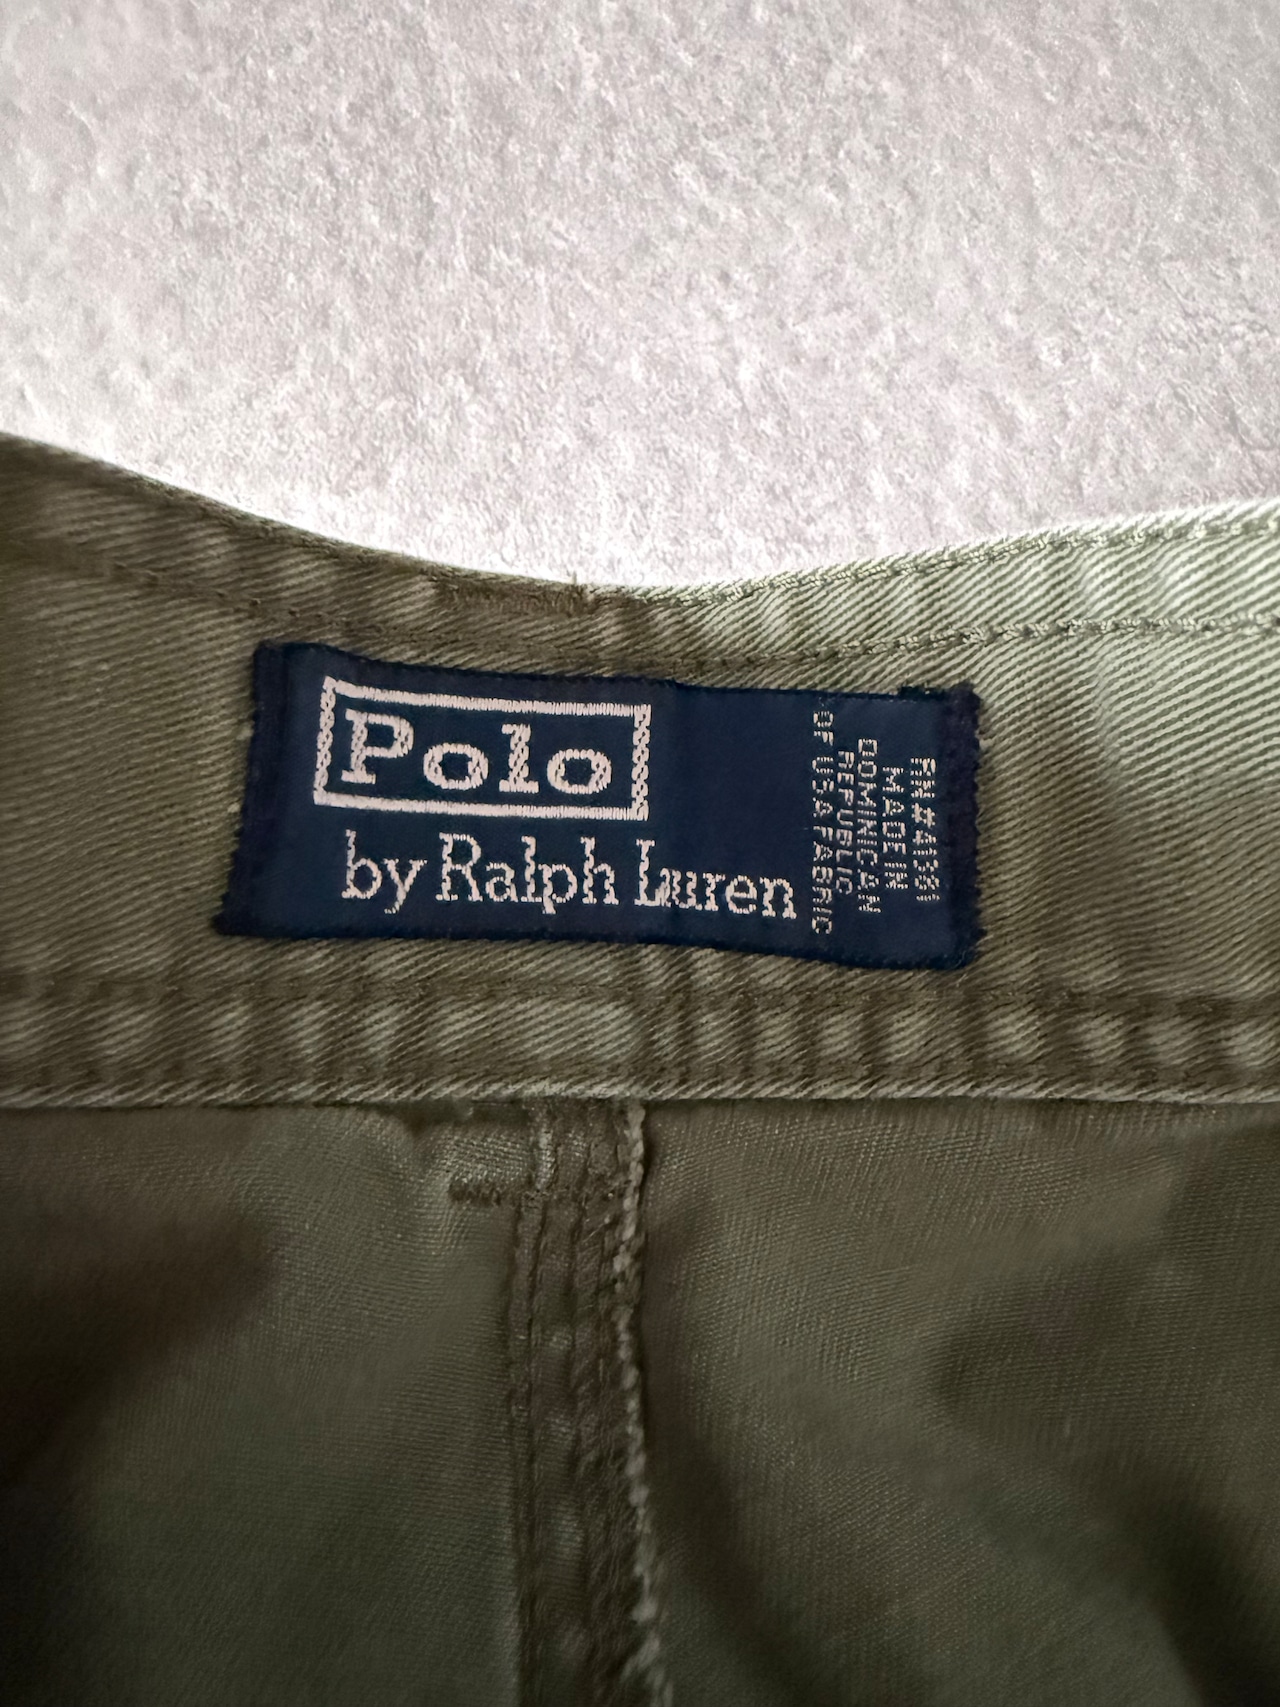 Polo
by Ralph Lauren
RN#41381
MADE IN
DOMINICAN
REPUBLIC
OF USA FABRIC